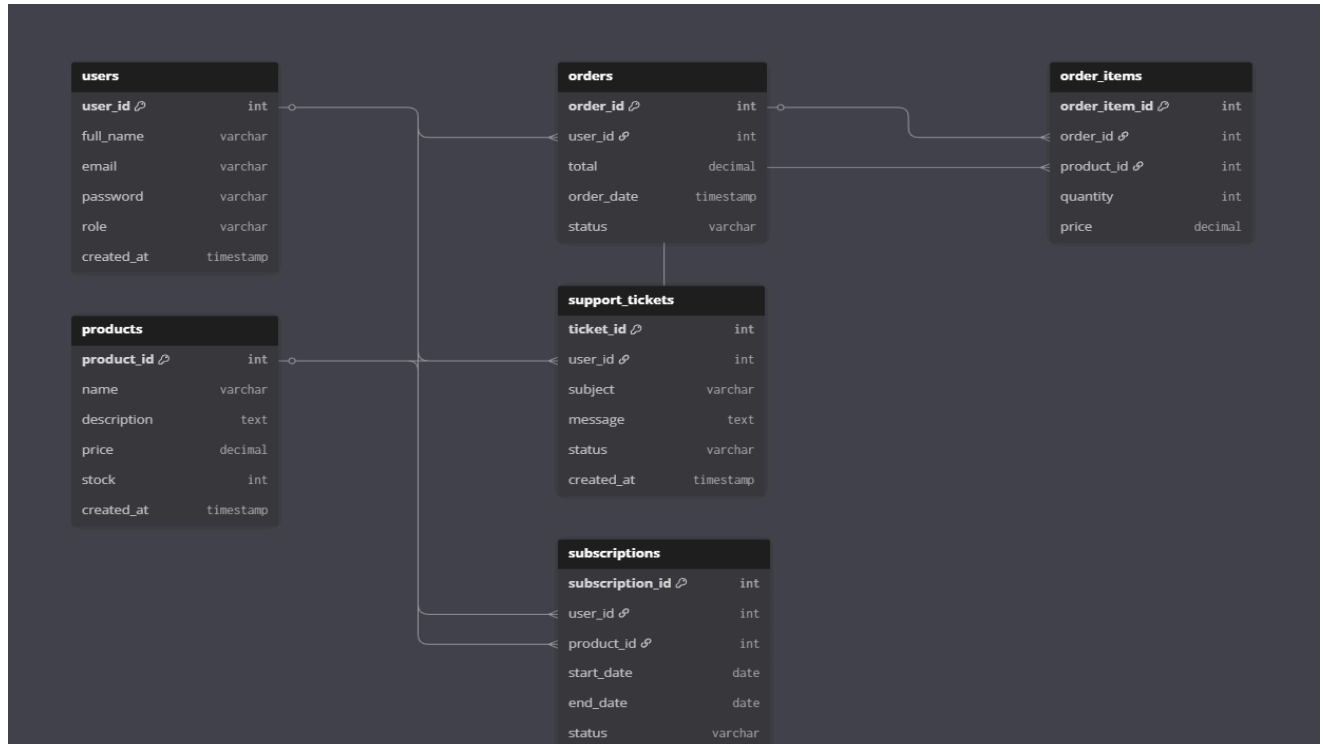 users
user_id int
full_name varchar
email varchar
password varchar
role varchar
created_at timestamp
products
product_id int
name varchar
description text
price decimal
stock int
created_at timestamp
orders
order_id int
user_id int
total decimal
order_date timestamp
status varchar
support_tickets
ticket_id int
user_id int
subject varchar
message text
status varchar
created_at timestamp
subscriptions
subscription_id int
user_id int
product_id int
start_date date
end_date date
status varchar
order_items
order_item_id int
order_id int
product_id int
quantity int
price decimal